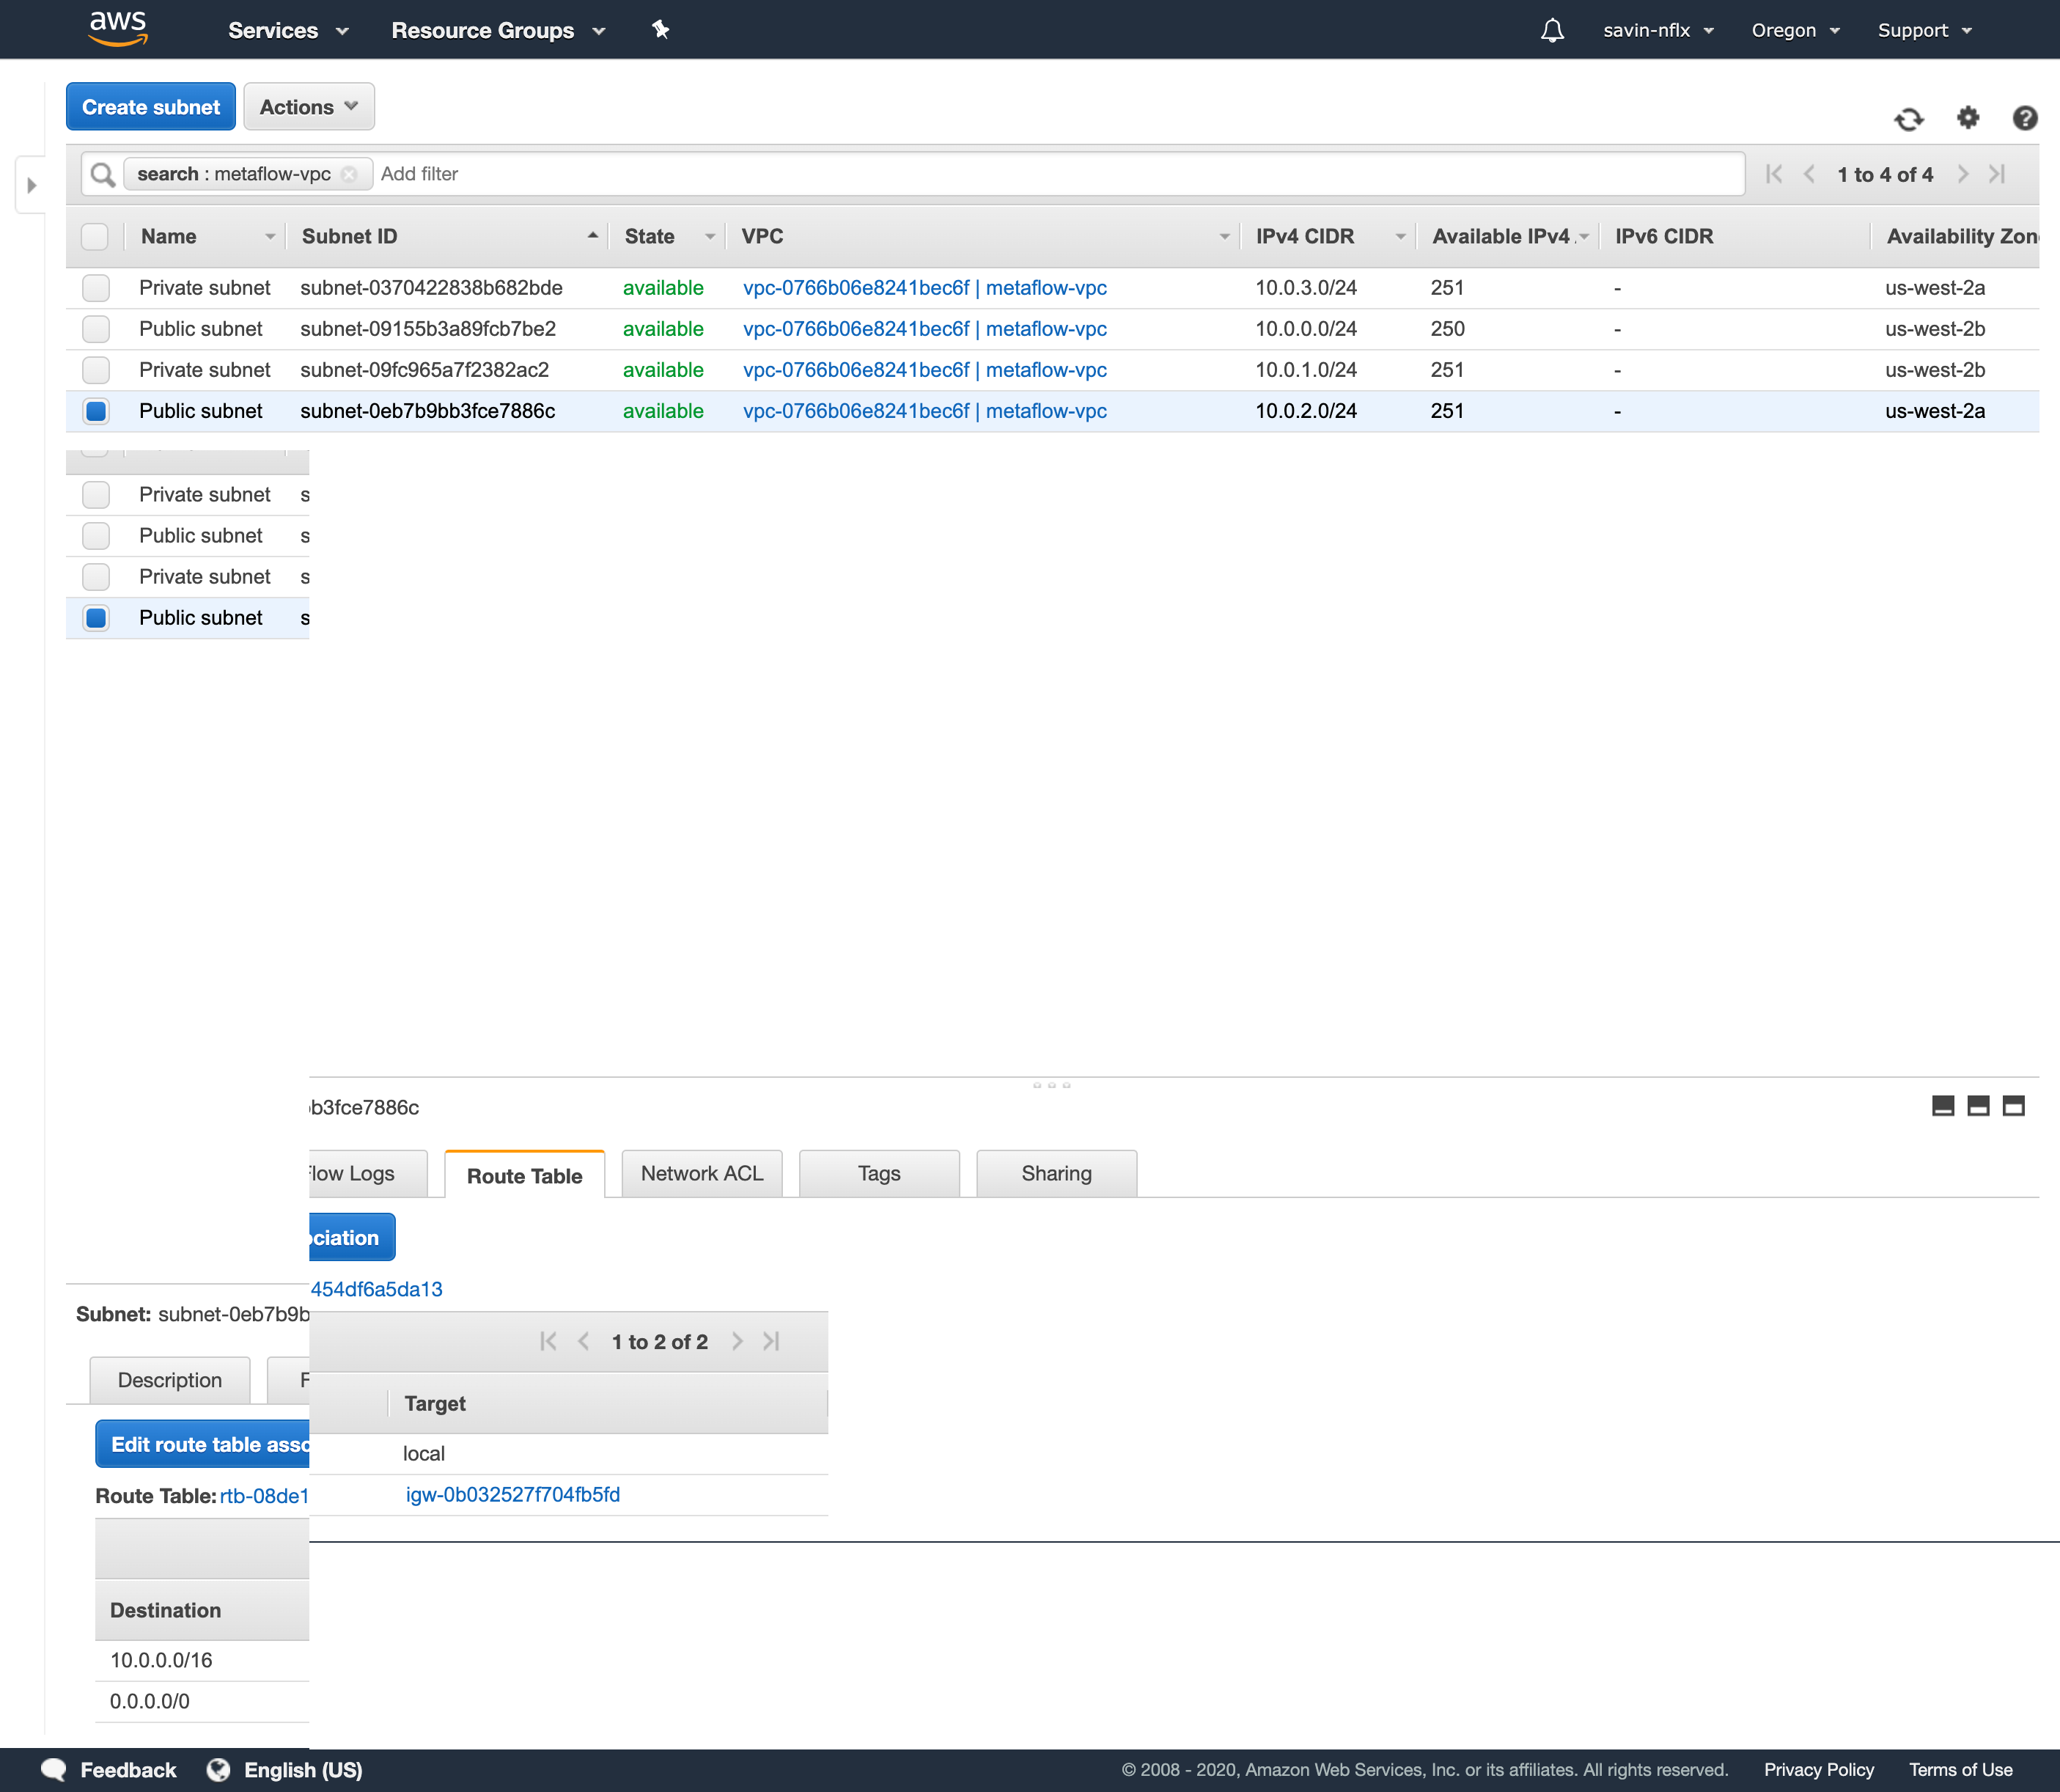 aws Services Resource Groups savin-nflx Oregon Support
Create subnet Actions
search : metaflow-vpc Add filter 1 to 4 of 4
Name Subnet ID State VPC IPv4 CIDR Available IPv4 IPv6 CIDR Availability Zon
Private subnet subnet-0370422838b682bde available vpc-0766b06e8241bec6f | metaflow-vpc 10.0.3.0/24 251 - us-west-2a
Public subnet subnet-09155b3a89fcb7be2 available vpc-0766b06e8241bec6f | metaflow-vpc 10.0.0.0/24 250 - us-west-2b
Private subnet subnet-09fc965a7f2382ac2 available vpc-0766b06e8241bec6f | metaflow-vpc 10.0.1.0/24 251 - us-west-2b
Public subnet subnet-0eb7b9bb3fce7886c available vpc-0766b06e8241bec6f | metaflow-vpc 10.0.2.0/24 251 - us-west-2a
Private subnet s
Public subnet s
Private subnet s
Public subnet s
b3fce7886c
low Logs Route Table Network ACL Tags Sharing
ciation
454df6a5da13
Subnet: subnet-0eb7b9b
1 to 2 of 2
Description F
Target
Edit route table asso
local
Route Table: rtb-08de1
igw-0b032527f704fb5fd
Destination
10.0.0.0/16
0.0.0.0/0
Feedback English (US) © 2008 - 2020, Amazon Web Services, Inc. or its affiliates. All rights reserved. Privacy Policy Terms of Use